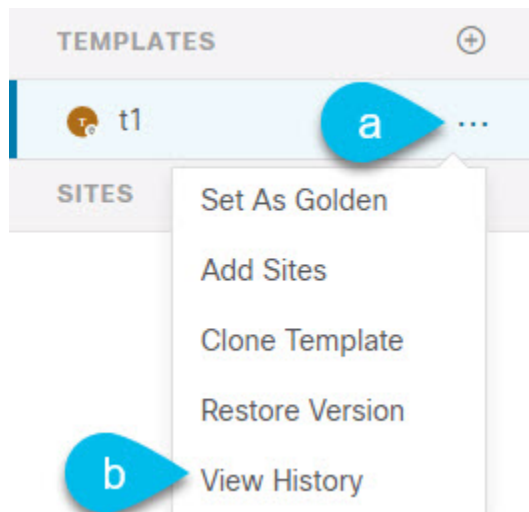 TEMPLATES
t1
a
...
SITES
Set As Golden
Add Sites
Clone Template
Restore Version
b
View History